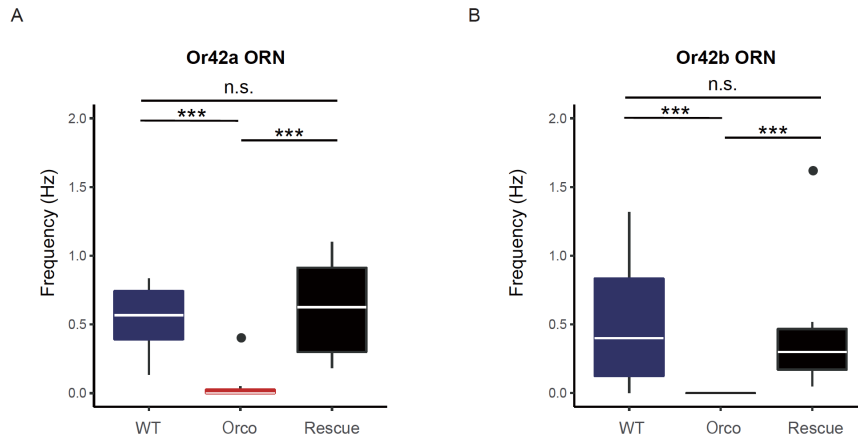 A
Or42a ORN
n.s.
***
***
2.0
1.5
1.0
0.5
0.0
Frequency (Hz)
WT Orco Rescue
B
Or42b ORN
n.s.
***
***
2.0
1.5
1.0
0.5
0.0
Frequency (Hz)
WT Orco Rescue